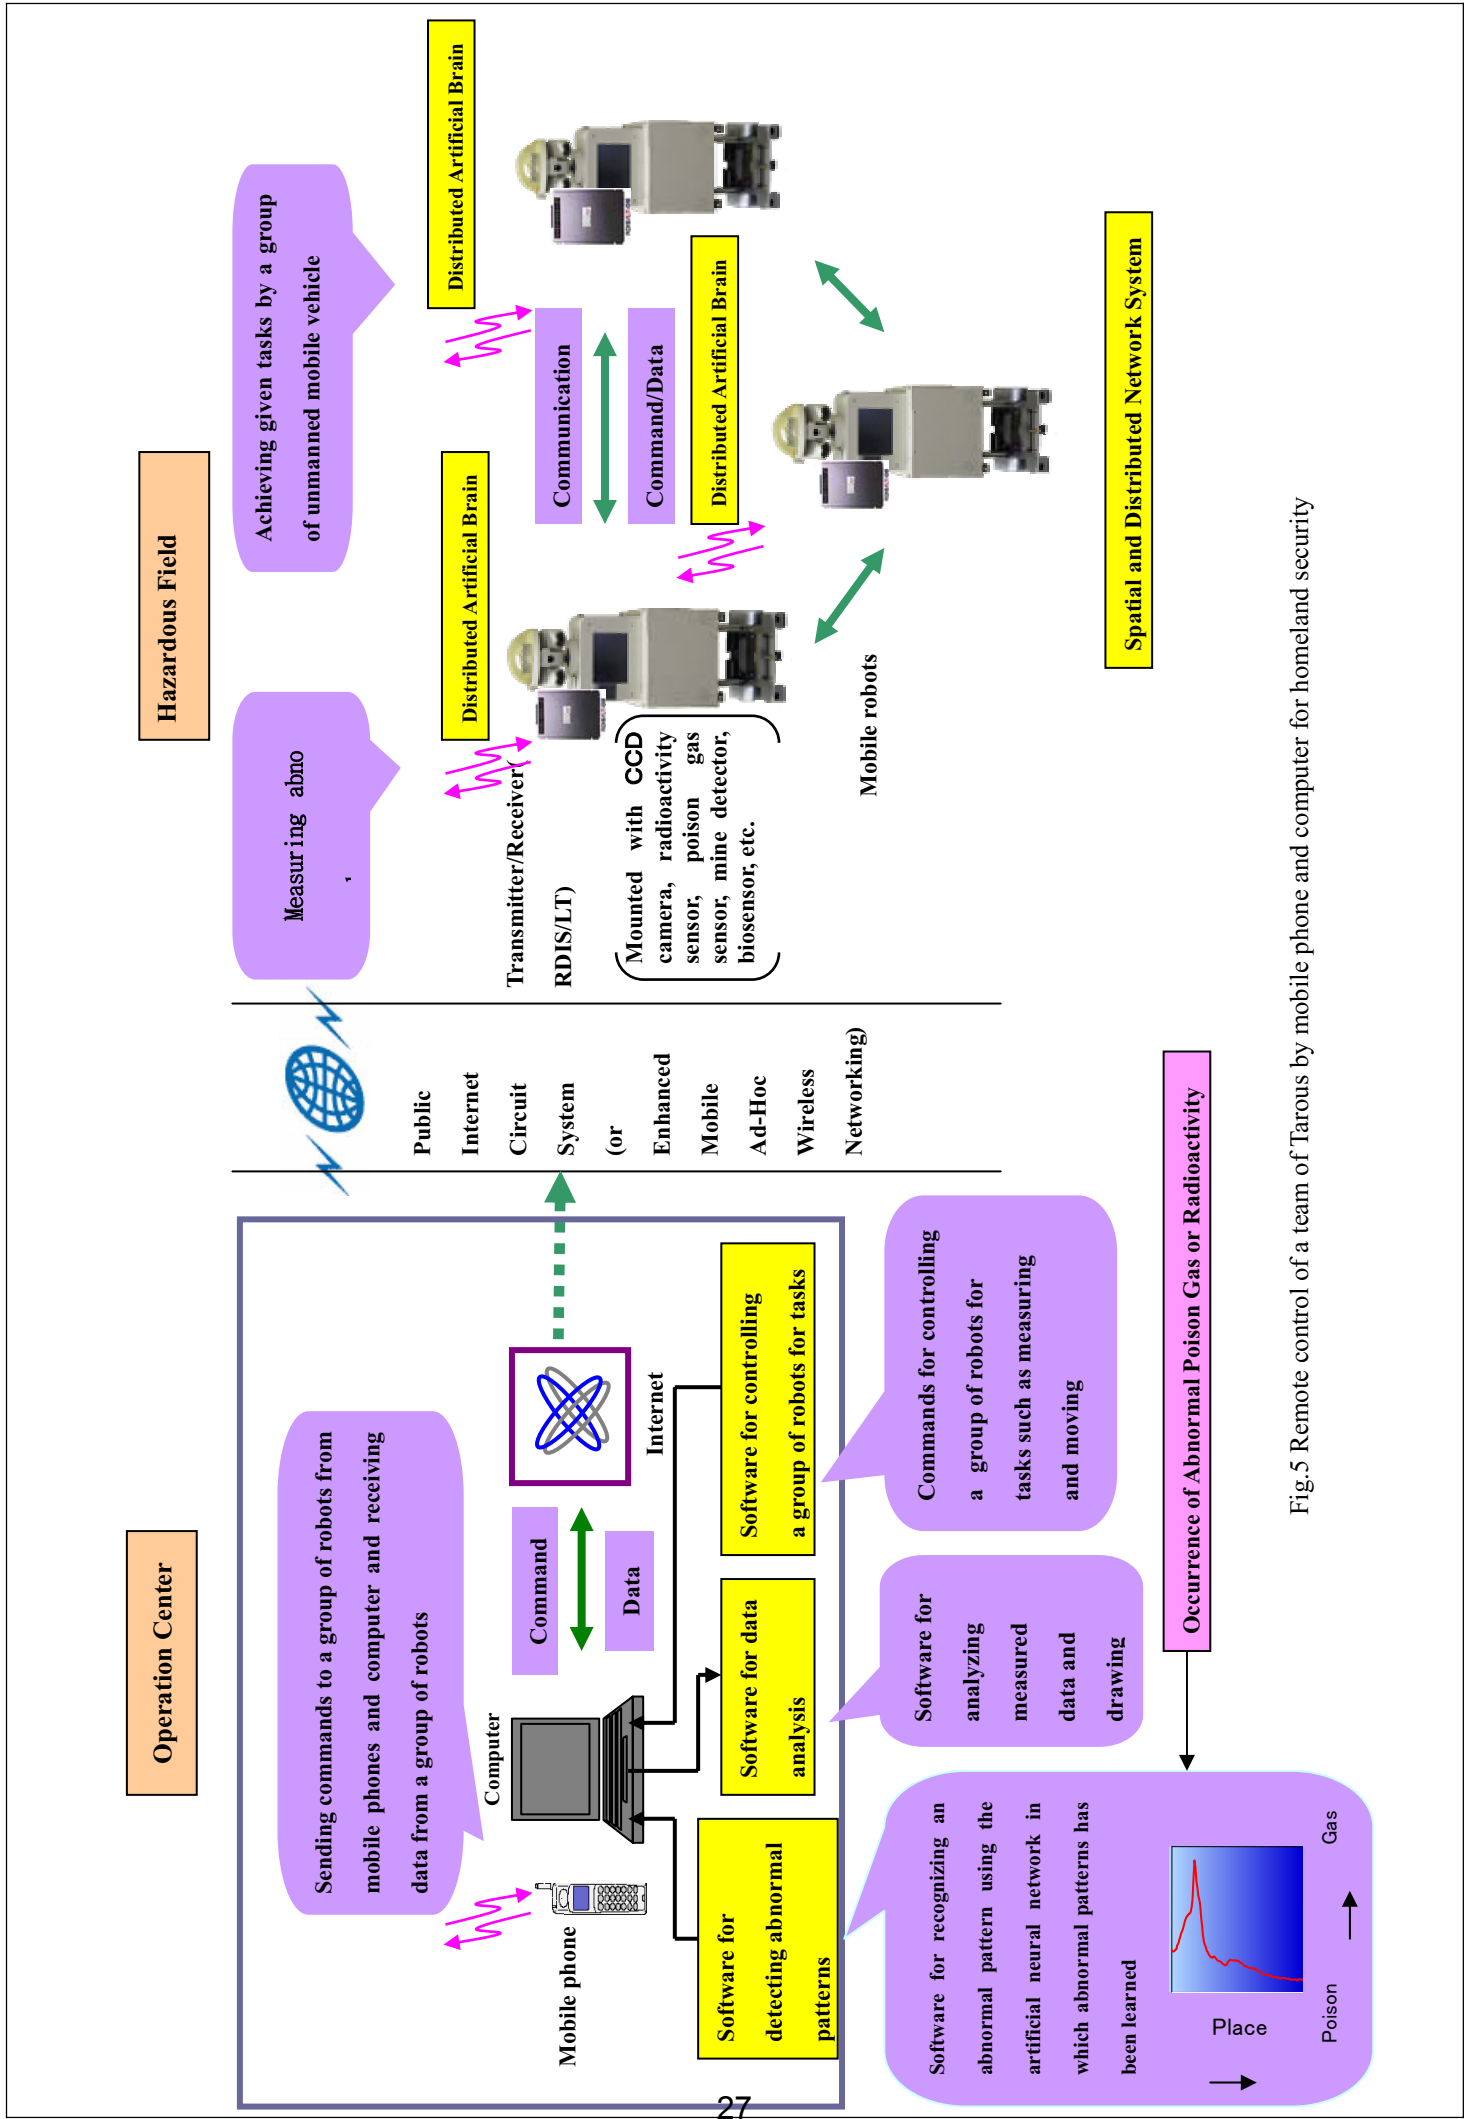 Operation Center
Sending commands to a group of robots from
mobile phones and computer and receiving
data from a group of robots
Mobile phone
Computer
Command
Data
Internet
Software for
detecting abnormal
patterns
Software for data
analysis
Software for controlling
a group of robots for tasks
Software for recognizing an
abnormal pattern using the
artificial neural network in
which abnormal patterns has
been learned
Place
Poison Gas
Software for
analyzing
measured
data and
drawing
Commands for controlling
a group of robots for
tasks such as measuring
and moving
Occurrence of Abnormal Poison Gas or Radioactivity
Public
Internet
Circuit
System
(or
Enhanced
Mobile
Ad-Hoc
Wireless
Networking)
Hazardous Field
Measuring abno
,
Achieving given tasks by a group
of unmanned mobile vehicle
Distributed Artificial Brain
Distributed Artificial Brain
Transmitter/Receiver(
RDIS/LT)
Communication
Command/Data
Distributed Artificial Brain
Mounted with CCD
camera, radioactivity
sensor, poison gas
sensor, mine detector,
biosensor, etc.
Mobile robots
Spatial and Distributed Network System
Fig.5 Remote control of a team of Tarous by mobile phone and computer for homeland security
27